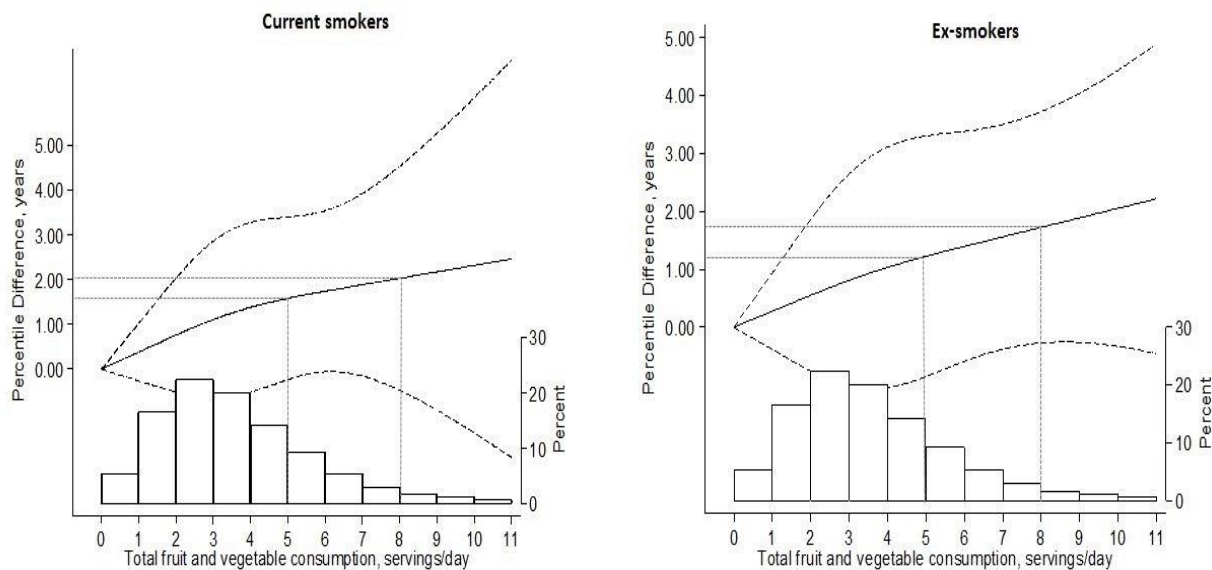 Current smokers
5.00
4.00
3.00
2.00
1.00
0.00
Percentile Difference, years
30
20
10
0
Percent
0 1 2 3 4 5 6 7 8 9 10 11
Total fruit and vegetable consumption, servings/day
Ex-smokers
5.00
4.00
3.00
2.00
1.00
0.00
Percentile Difference, years
30
20
10
0
Percent
0 1 2 3 4 5 6 7 8 9 10 11
Total fruit and vegetable consumption, servings/day